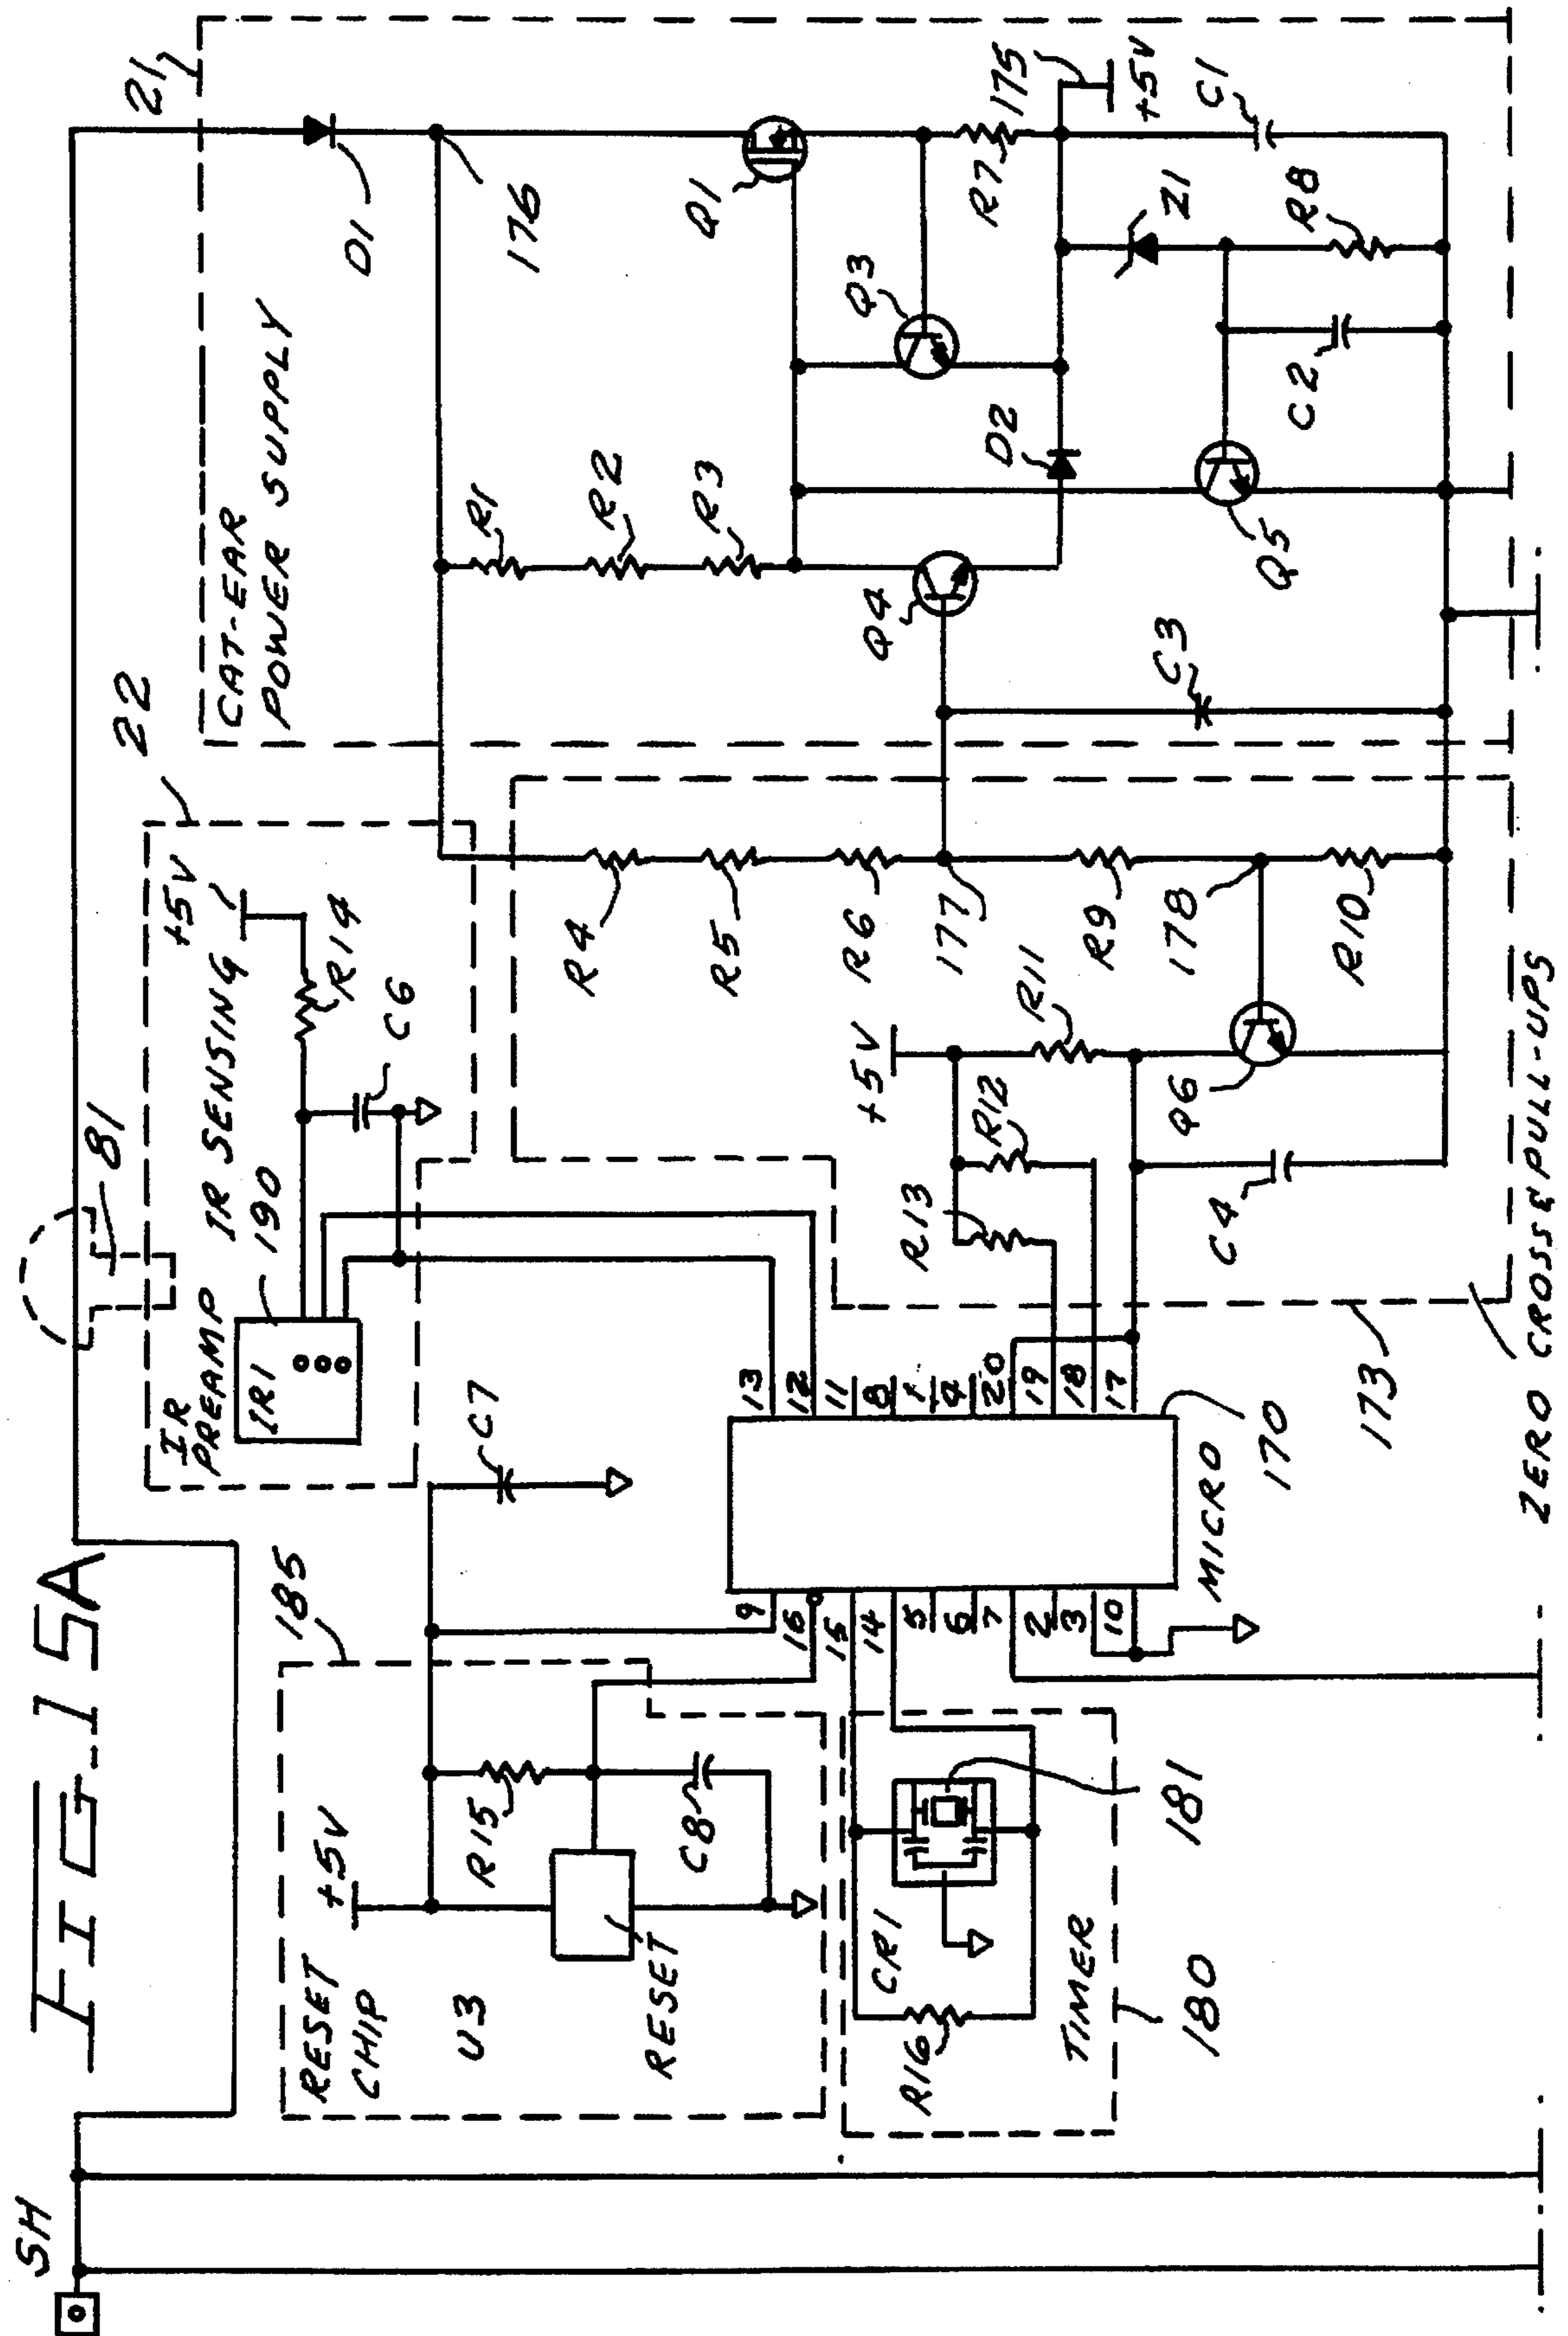 FIG.15A
SH
81
22
21
IR
PREAMP
IR SENSING
190
+5V
IR1
R14
C6
CAT-EAR
POWER SUPPLY
D1
176
R1
R2
R3
Q1
Q3
R7
175
+5V
Q4
D2
Z1
C1
C3
Q5
C2
R8
185
RESET
CHIP
+5V
U3
R15
C8
RESET
C7
R4
R5
R6
177
R9
178
R10
+5V
R11
R12
R13
Q6
C4
9
16
15
14
5
6
7
2
3
10
13
12
11
8
1
4
20
19
18
17
MICRO
170
173
CR1
R16
181
TIMER
180
ZERO CROSS & PULL-UPS